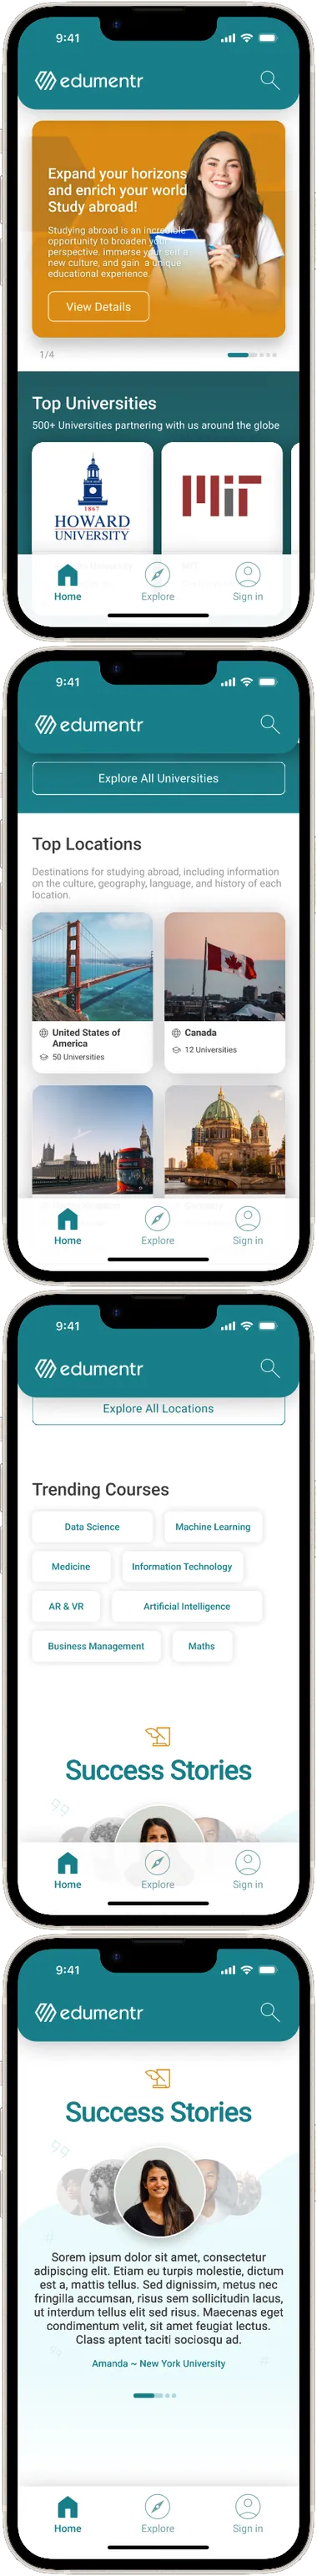 9:41
edumentr
Expand your horizons
and enrich your world
Study abroad!
Studying abroad is an incredible
opportunity to broaden your
perspective. Immerse your self a
new culture, and gain a unique
educational experience.
View Details
1/4
Top Universities
500+ Universities partnering with us around the globe
1867
HOWARD
UNIVERSITY
MIT
Home
Explore
Sign in
9:41
edumentr
Explore All Universities
Top Locations
Destinations for studying abroad, including information
on the culture, geography, language, and history of each
location.
United States of
America
50 Universities
Canada
12 Universities
Home
Explore
Sign in
9:41
edumentr
Explore All Locations
Trending Courses
Data Science
Machine Learning
Medicine
Information Technology
AR & VR
Artificial Intelligence
Business Management
Maths
Success Stories
Home
Explore
Sign in
9:41
edumentr
Success Stories
Sorem ipsum dolor sit amet, consectetur
adipiscing elit. Etiam eu turpis molestie, dictum
est a, mattis tellus. Sed dignissim, metus nec
fringilla accumsan, risus sem sollicitudin lacus,
ut interdum tellus elit sed risus. Maecenas eget
condimentum velit, sit amet feugiat lectus.
Class aptent taciti sociosqu ad.
Amanda ~ New York University
Home
Explore
Sign in